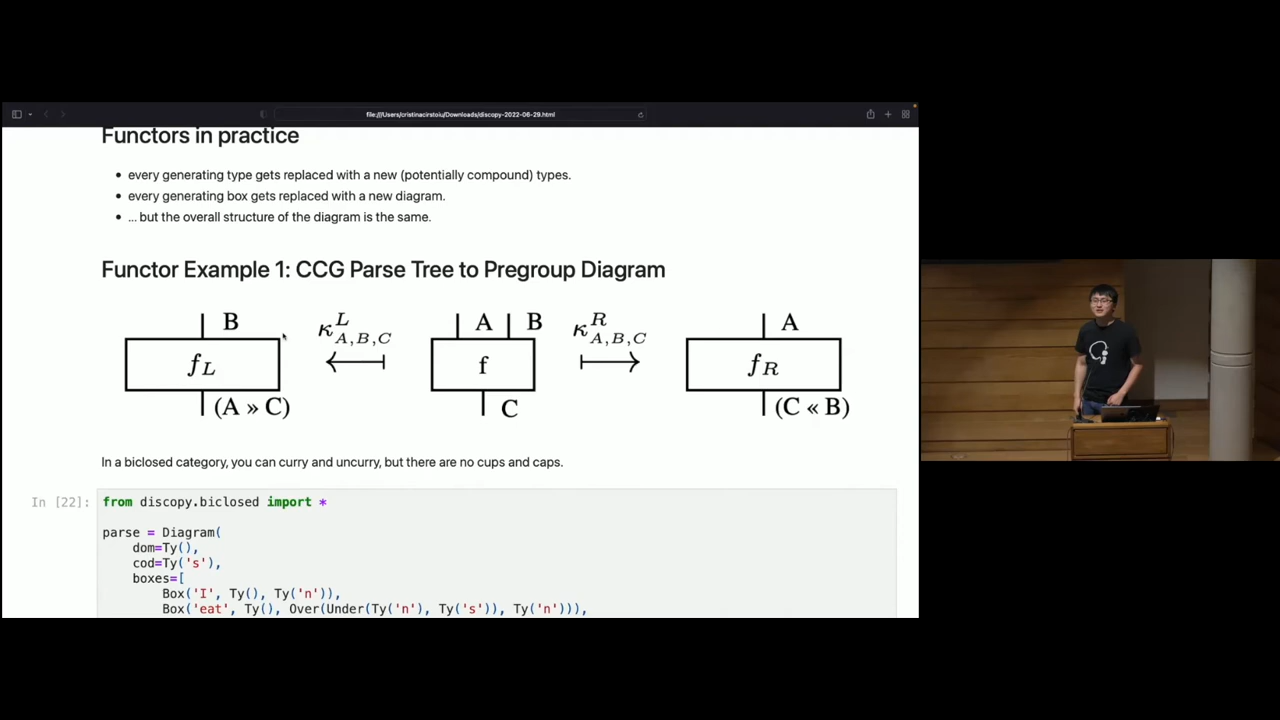 file:///Users/cristinacirstoiu/Downloads/discopy-2022-06-29.html
Functors in practice
• every generating type gets replaced with a new (potentially compound) types.
• every generating box gets replaced with a new diagram.
• ... but the overall structure of the diagram is the same.
Functor Example 1: CCG Parse Tree to Pregroup Diagram
B κ^L_{A,B,C} A B κ^R_{A,B,C} A
f_L f f_R
(A » C) C (C « B)
In a biclosed category, you can curry and uncurry, but there are no cups and caps.
In [22]: from discopy.biclosed import *
parse = Diagram(
dom=Ty(),
cod=Ty('s'),
boxes=[
Box('I', Ty(), Ty('n')),
Box('eat', Ty(), Over(Under(Ty('n'), Ty('s')), Ty('n'))),